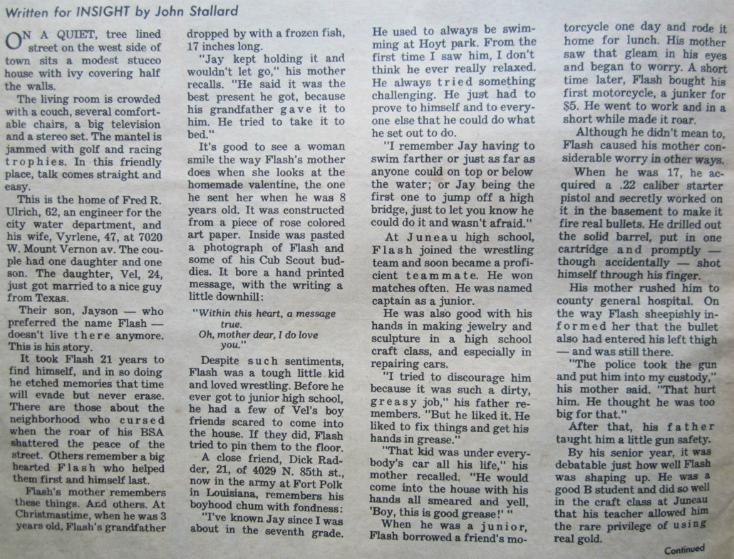 Written for INSIGHT by John Stallard
ON A QUIET, tree lined
street on the west side of
town sits a modest stucco
house with ivy covering half
the walls.
The living room is crowded
with a couch, several comfort-
able chairs, a big television
and a stereo set. The mantel is
jammed with golf and racing
trophies. In this friendly
place, talk comes straight and
easy.
This is the home of Fred R.
Ulrich, 62, an engineer for the
city water department, and
his wife, Vyrlene, 47, at 7020
W. Mount Vernon av. The cou-
ple had one daughter and one
son. The daughter, Vel, 24,
just got married to a nice guy
from Texas.
Their son, Jayson — who
preferred the name Flash —
doesn't live there anymore.
This is his story.
It took Flash 21 years to
find himself, and in so doing
he etched memories that time
will evade but never erase.
There are those about the
neighborhood who cursed
when the roar of his BSA
shattered the peace of the
street. Others remember a big
hearted Flash who helped
them first and himself last.
Flash's mother remembers
these things. And others. At
Christmastime, when he was 3
years old, Flash's grandfather
dropped by with a frozen fish,
17 inches long.
"Jay kept holding it and
wouldn't let go," his mother
recalls. "He said it was the
best present he got, because
his grandfather gave it to
him. He tried to take it to
bed."
It's good to see a woman
smile the way Flash's mother
does when she looks at the
homemade valentine, the one
he sent her when he was 8
years old. It was constructed
from a piece of rose colored
art paper. Inside was pasted
a photograph of Flash and
some of his Cub Scout bud-
dies. It bore a hand printed
message, with the writing a
little downhill:
"Within this heart, a message
true.
Oh, mother dear, I do love
you."
Despite such sentiments,
Flash was a tough little kid
and loved wrestling. Before he
ever got to junior high school,
he had a few of Vel's boy
friends scared to come into
the house. If they did, Flash
tried to pin them to the floor.
A close friend, Dick Rad-
der, 21, of 4029 N. 85th st.,
now in the army at Fort Polk
in Louisiana, remembers his
boyhood chum with fondness:
"I've known Jay since I was
about in the seventh grade.
He used to always be swim-
ming at Hoyt park. From the
first time I saw him, I don't
think he ever really relaxed.
He always tried something
challenging. He just had to
prove to himself and to every-
one else that he could do what
he set out to do.
"I remember Jay having to
swim farther or just as far as
anyone could on top or below
the water; or Jay being the
first one to jump off a high
bridge, just to let you know he
could do it and wasn't afraid."
At Juneau high school,
Flash joined the wrestling
team and soon became a profi-
cient teammate. He won
matches often. He was named
captain as a junior.
He was also good with his
hands in making jewelry and
sculpture in a high school
craft class, and especially in
repairing cars.
"I tried to discourage him
because it was such a dirty,
greasy job," his father re-
members. "But he liked it. He
liked to fix things and get his
hands in grease."
"That kid was under every-
body's car all his life," his
mother recalled. "He would
come into the house with his
hands all smeared and yell,
'Boy, this is good grease!' "
When he was a junior,
Flash borrowed a friend's mo-
torcycle one day and rode it
home for lunch. His mother
saw that gleam in his eyes
and began to worry. A short
time later, Flash bought his
first motorcycle, a junker for
$5. He went to work and in a
short while made it roar.
Although he didn't mean to,
Flash caused his mother con-
siderable worry in other ways.
When he was 17, he ac-
quired a .22 caliber starter
pistol and secretly worked on
it in the basement to make it
fire real bullets. He drilled out
the solid barrel, put in one
cartridge and promptly —
though accidentally — shot
himself through his finger.
His mother rushed him to
county general hospital. On
the way Flash sheepishly in-
formed her that the bullet
also had entered his left thigh
— and was still there.
"The police took the gun
and put him into my custody,"
his mother said. "That hurt
him. He thought he was too
big for that."
After that, his father
taught him a little gun safety.
By his senior year, it was
debatable just how well Flash
was shaping up. He was a
good B student and did so well
in the craft class at Juneau
that his teacher allowed him
the rare privilege of using
real gold.
Continued